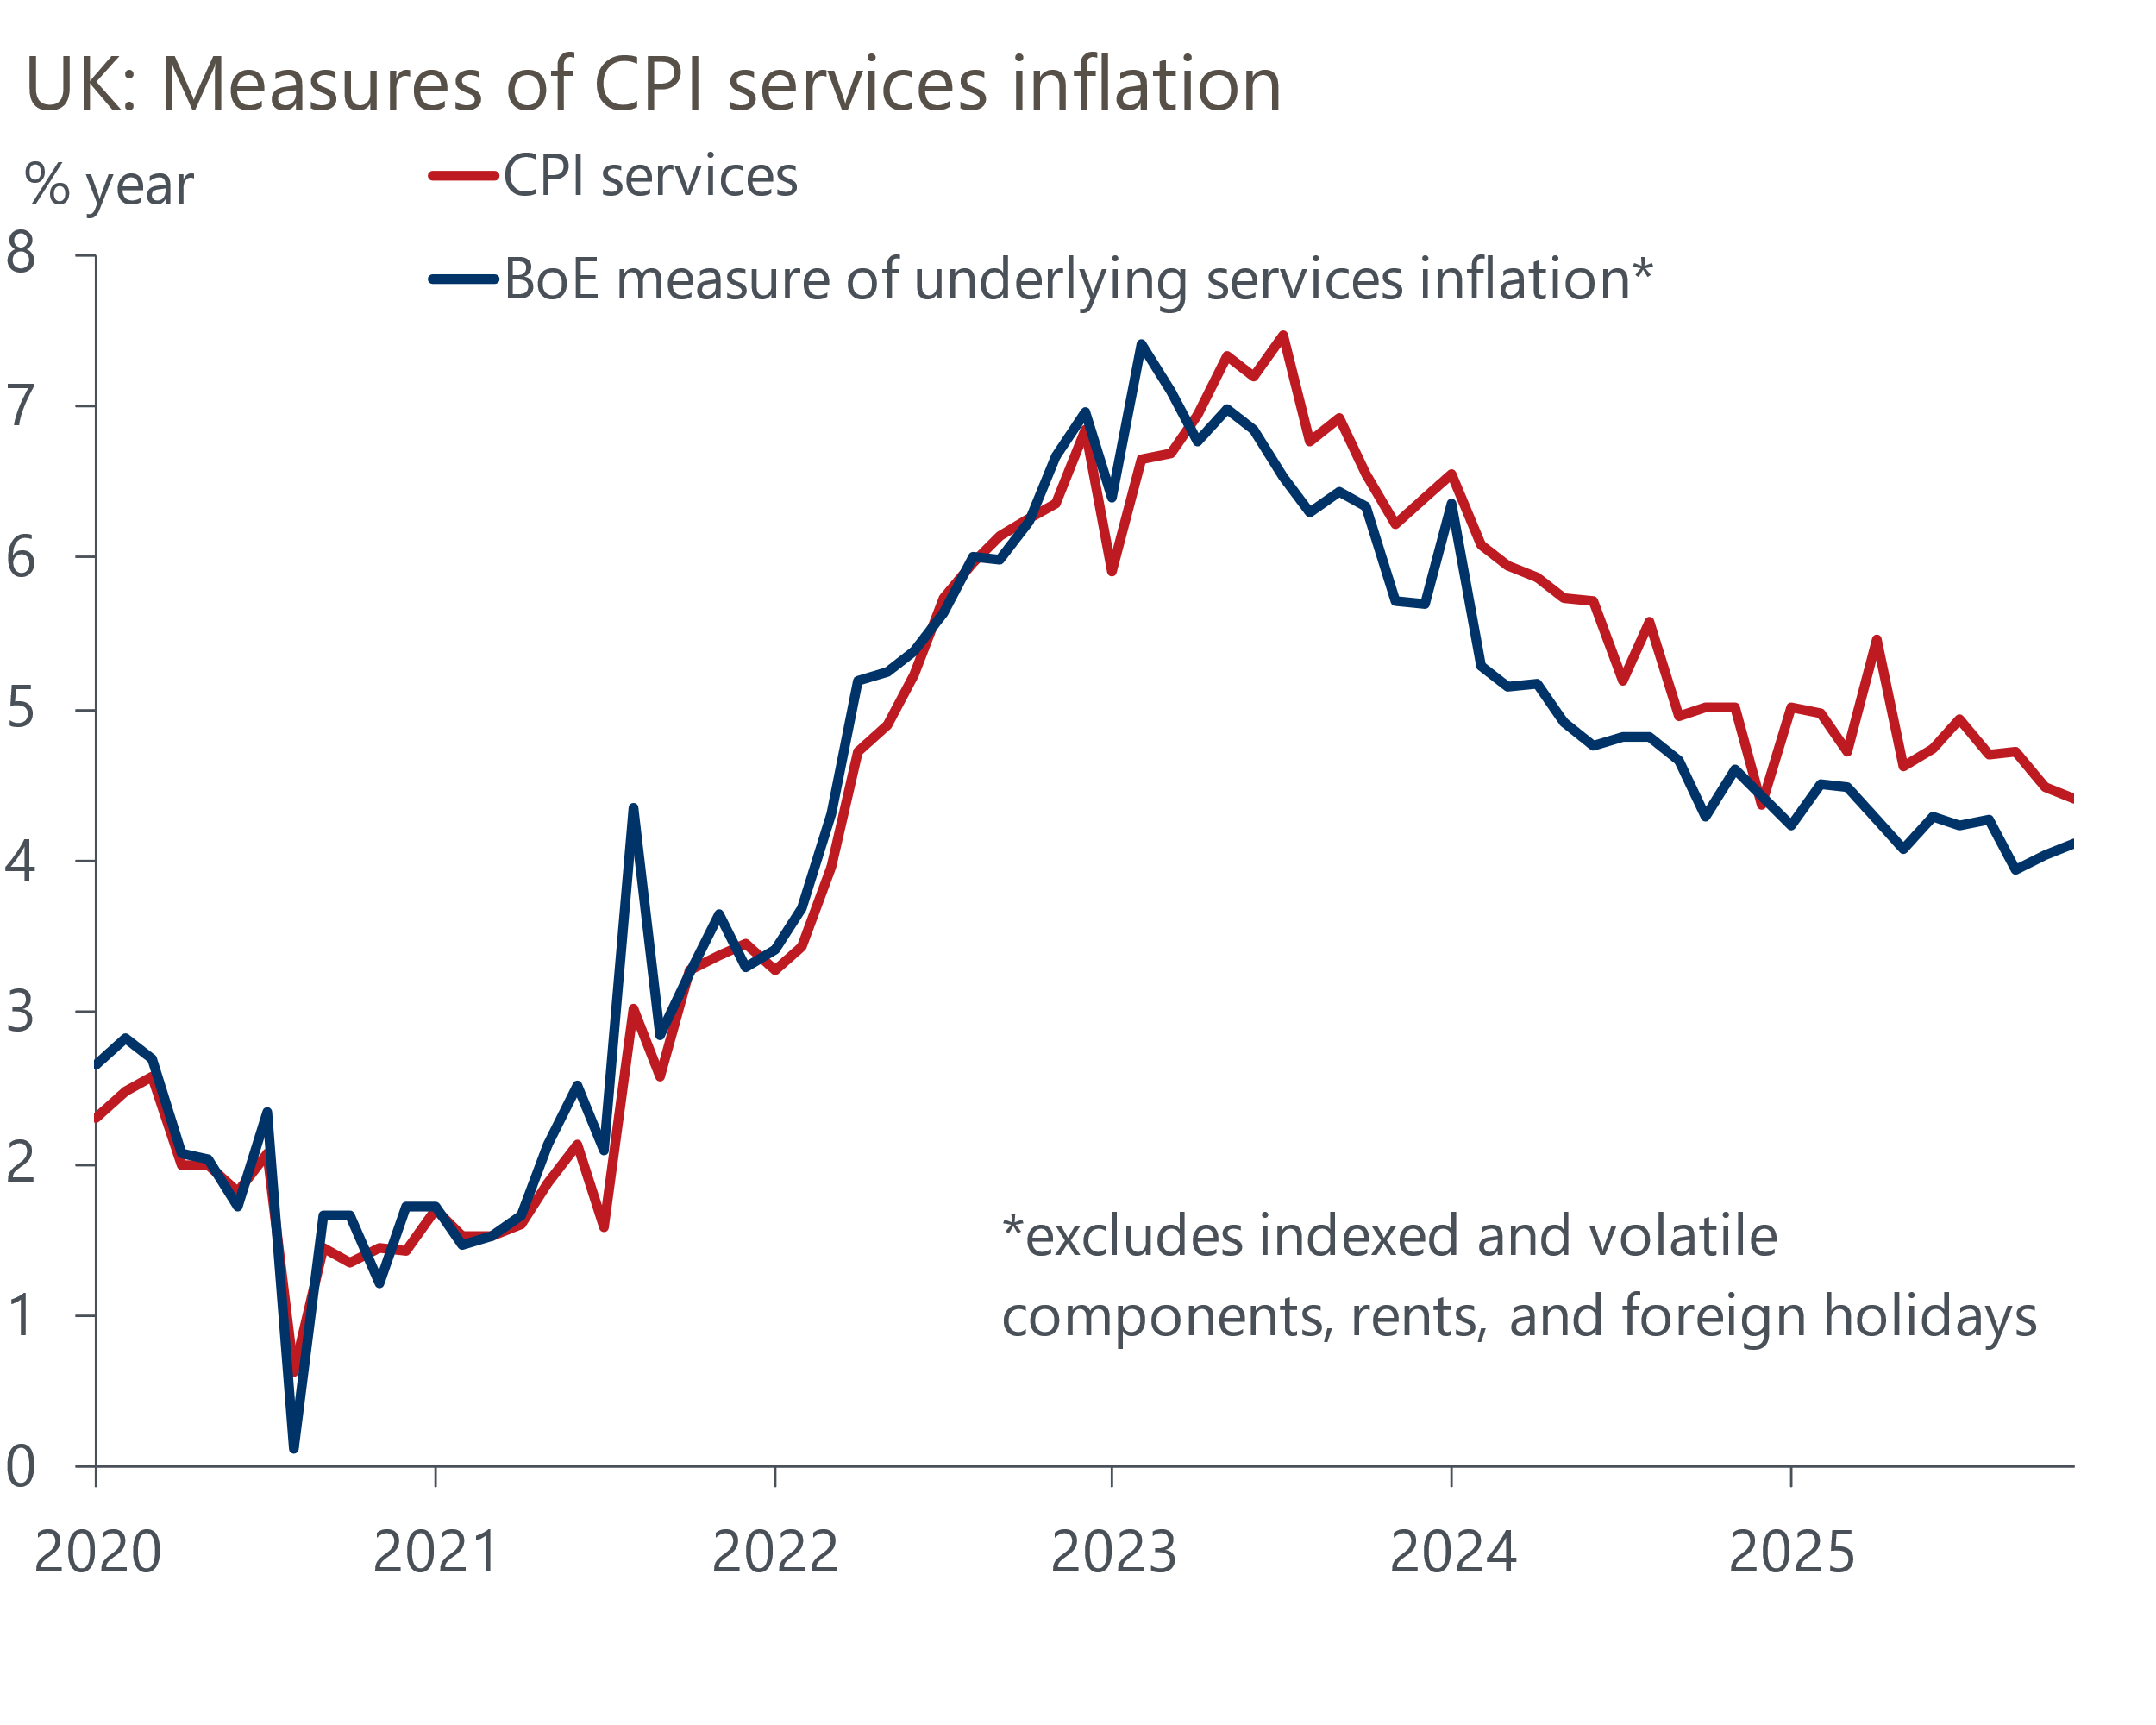 UK: Measures of CPI services inflation
% year
CPI services
BoE measure of underlying services inflation*
8
7
6
5
4
3
2
1
0
*excludes indexed and volatile
components, rents, and foreign holidays
2020 2021 2022 2023 2024 2025